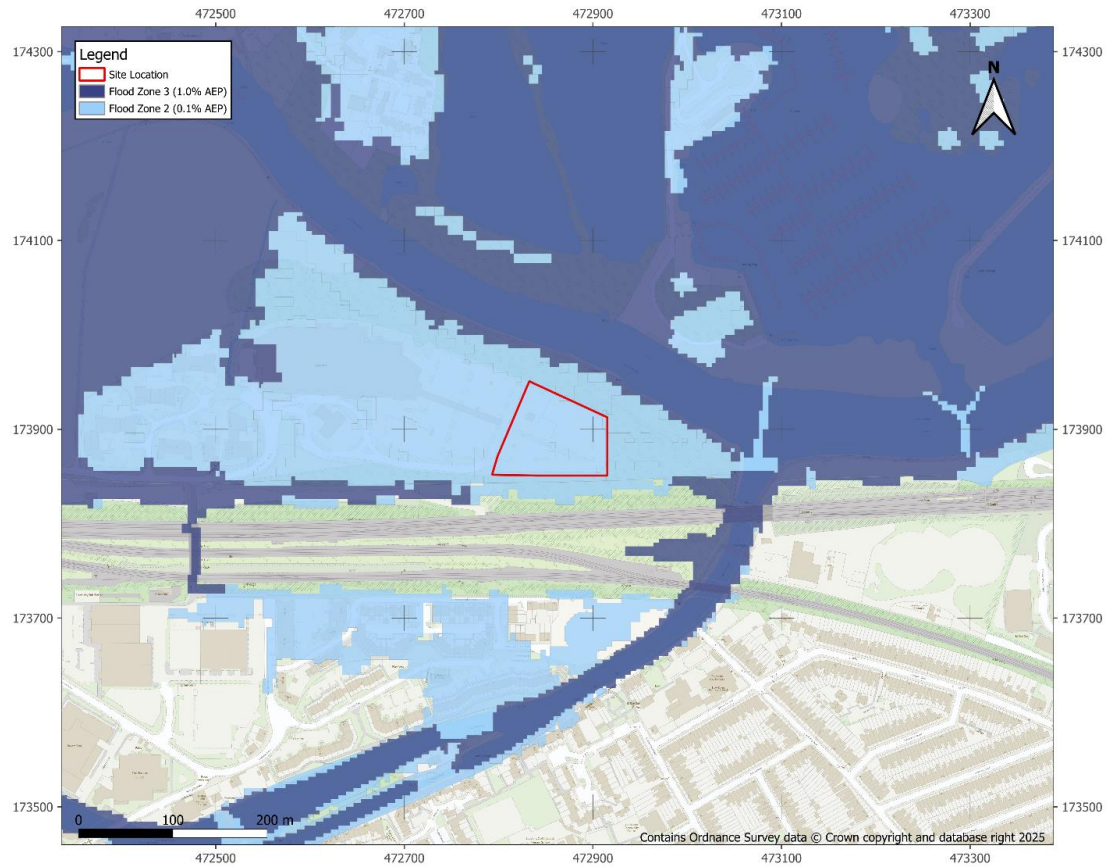 472500 472700 472900 473100 473300
174300 174300
Legend
Site Location
Flood Zone 3 (1.0% AEP)
Flood Zone 2 (0.1% AEP)
N
174100 174100
173900 173900
173700 173700
173500 173500
0 100 200 m
Contains Ordnance Survey data © Crown copyright and database right 2025
472500 472700 472900 473100 473300